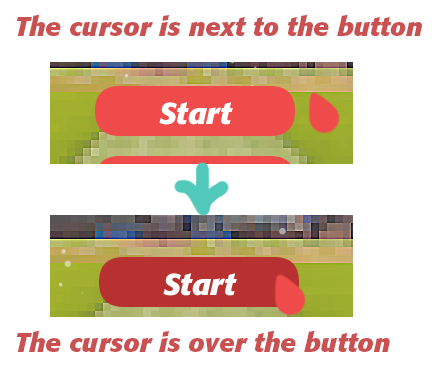 The cursor is next to the button
Start
Start
The cursor is over the button